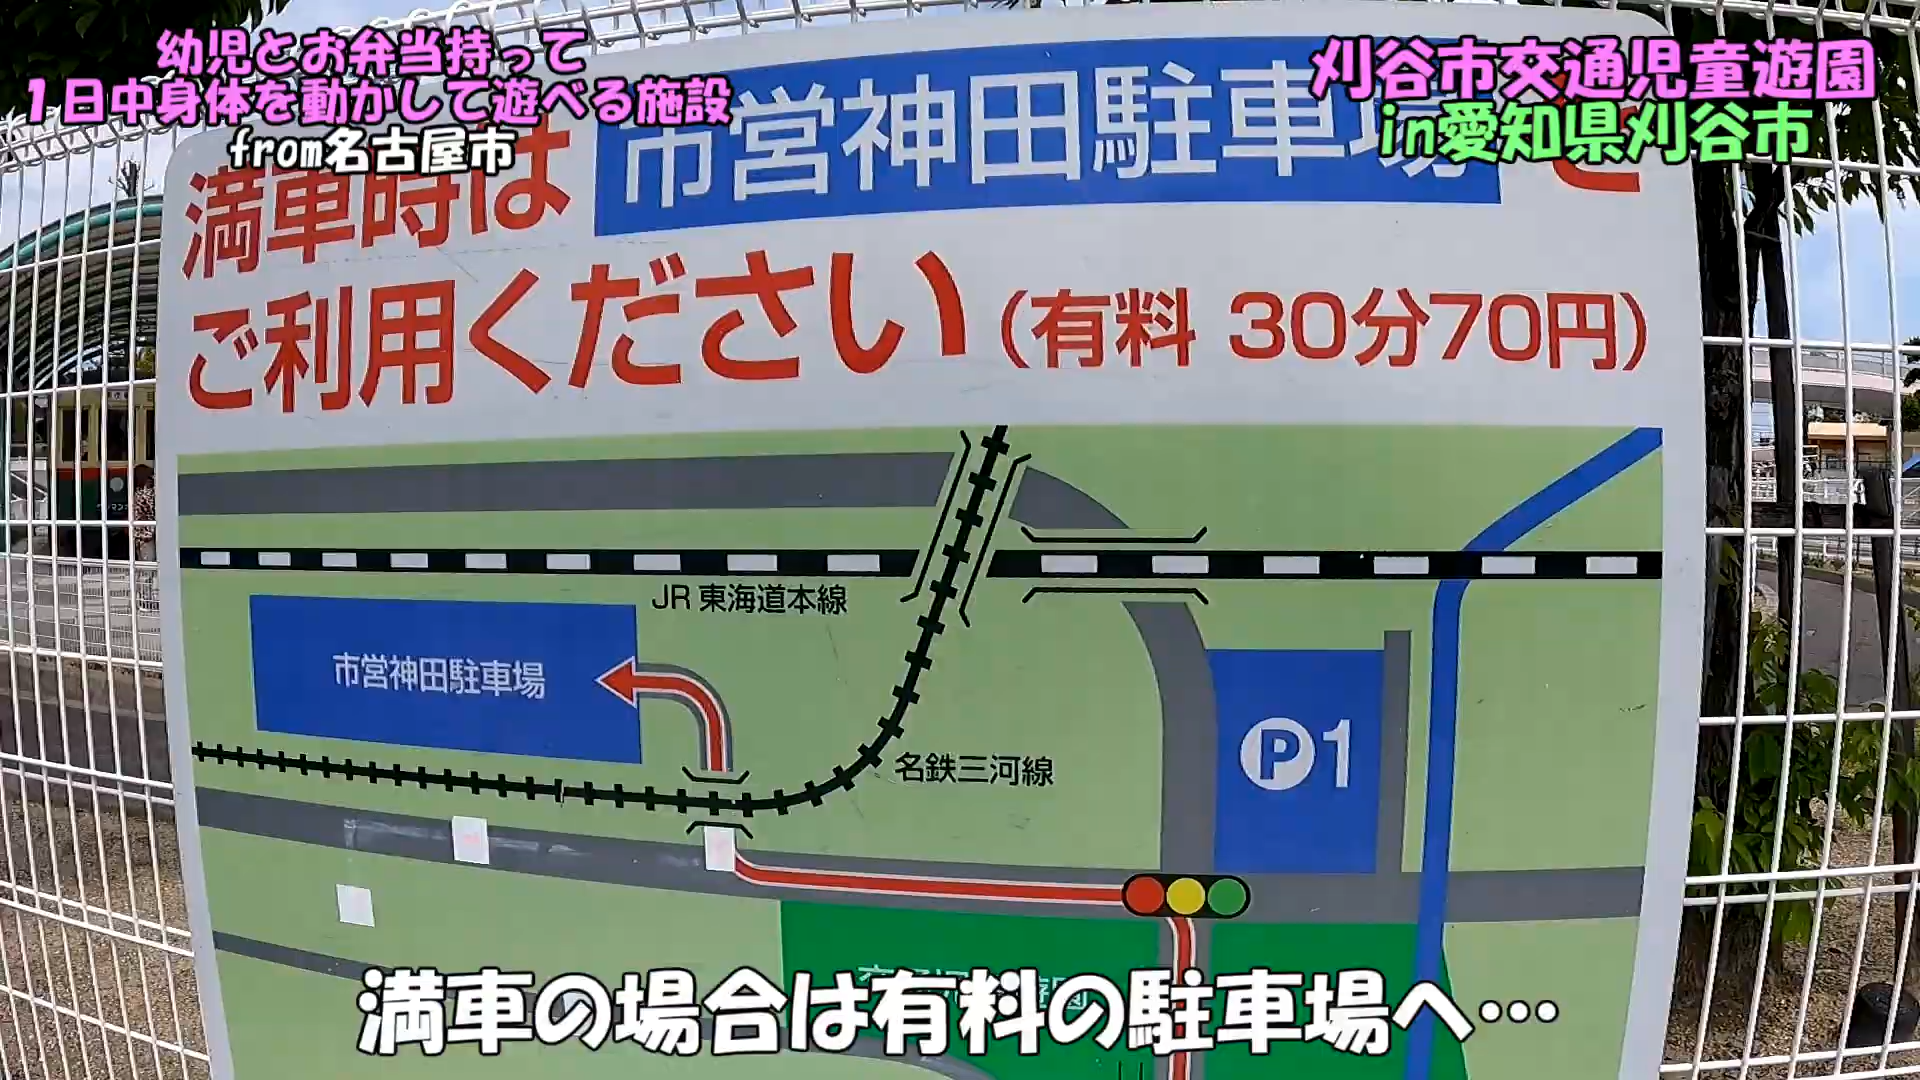 幼児とお弁当持って
1日中身体を動かして遊べる施設
from名古屋市
刈谷市交通児童遊園
in愛知県刈谷市
満車時は 市営神田駐車場 を
ご利用ください (有料 30分70円)
JR 東海道本線
市営神田駐車場
名鉄三河線
P1
満車の場合は有料の駐車場へ…